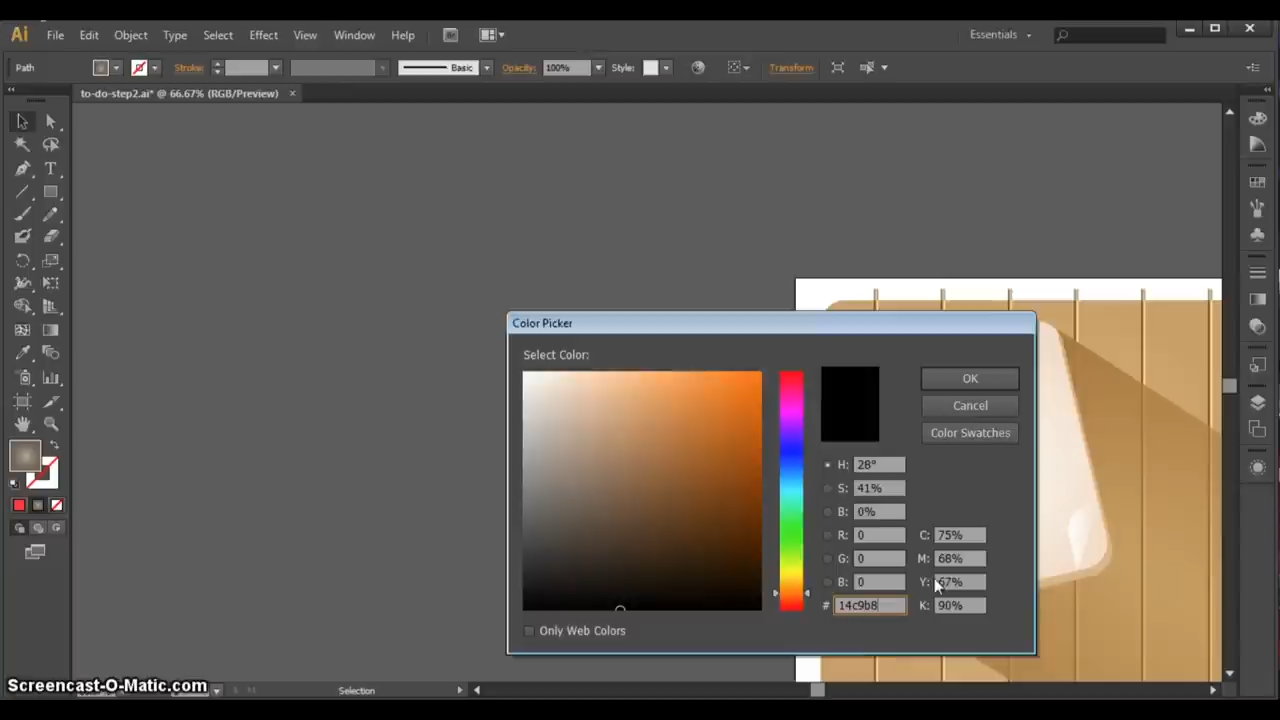 Ai File Edit Object Type Select Effect View Window Help Br Essentials
Path Stroke: Basic Opacity: 100% Style: Transform
to-do-step2.ai* @ 66.67% (RGB/Preview) ×
Color Picker
Select Color:
OK
Cancel
Color Swatches
H: 28°
S: 41%
B: 0%
R: 0 C: 75%
G: 0 M: 68%
B: 0 Y: 67%
# 14c9b8 K: 90%
Only Web Colors
Screencast-O-Matic.com Selection